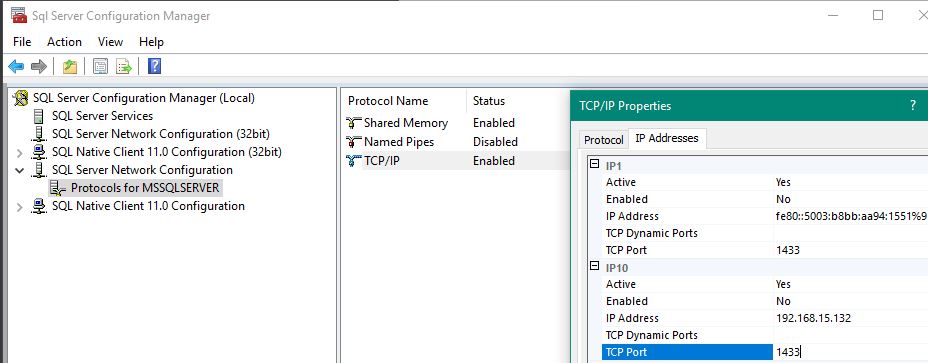 Sql Server Configuration Manager
File Action View Help
SQL Server Configuration Manager (Local)
SQL Server Services
SQL Server Network Configuration (32bit)
SQL Native Client 11.0 Configuration (32bit)
SQL Server Network Configuration
Protocols for MSSQLSERVER
SQL Native Client 11.0 Configuration
Protocol Name Status
Shared Memory Enabled
Named Pipes Disabled
TCP/IP Enabled
TCP/IP Properties ?
Protocol IP Addresses
IP1
Active Yes
Enabled No
IP Address fe80::5003:b8bb:aa94:1551%9
TCP Dynamic Ports
TCP Port 1433
IP10
Active Yes
Enabled No
IP Address 192.168.15.132
TCP Dynamic Ports
TCP Port 1433